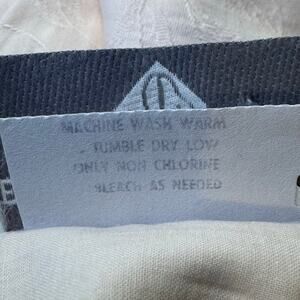 MACHINE WASH WARM
TUMBLE DRY LOW
ONLY NON CHLORINE
BLEACH AS NEEDED